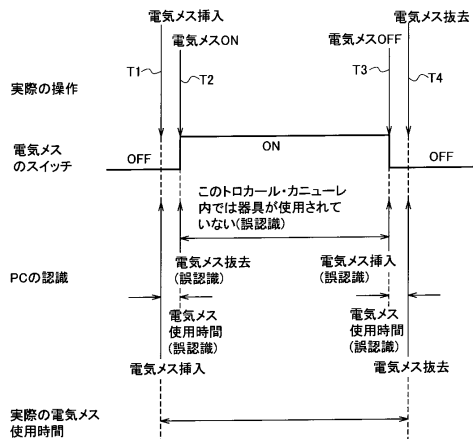 電気メス挿入
電気メス抜去
電気メスON
電気メスOFF
T1
T2
T3
T4
実際の操作
電気メス
のスイッチ
OFF
ON
OFF
このトロカール・カニューレ
内では器具が使用されて
いない(誤認識)
PCの認識
電気メス抜去
(誤認識)
電気メス挿入
(誤認識)
電気メス
使用時間
(誤認識)
電気メス
使用時間
(誤認識)
電気メス挿入
電気メス抜去
実際の電気メス
使用時間